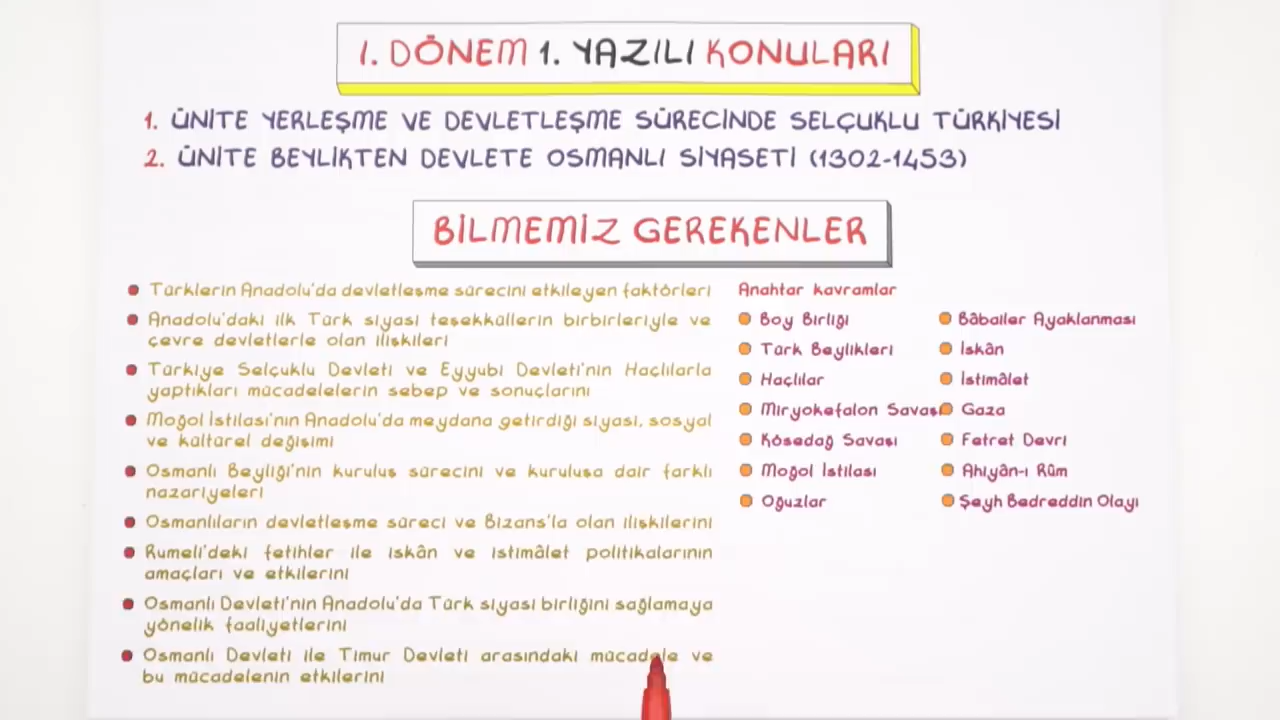 I. DÖNEM 1. YAZILI KONULARI
1. ÜNİTE YERLEŞME VE DEVLETLEŞME SÜRECİNDE SELÇUKLU TÜRKİYESİ
2. ÜNİTE BEYLİKTEN DEVLETE OSMANLI SİYASETİ (1302-1453)
BİLMEMİZ GEREKENLER
Türklerin Anadolu'da devletleşme sürecini etkileyen faktörleri
Anadolu'daki ilk Türk siyasi teşekküllerin birbirleriyle ve
çevre devletlerle olan ilişkileri
Türkiye Selçuklu Devleti ve Eyyubi Devleti'nin Haçlılarla
yaptıkları mücadelelerin sebep ve sonuçlarını
Moğol İstilası'nın Anadolu'da meydana getirdiği siyasi, sosyal
ve kültürel değişimi
Osmanlı Beyliği'nin kuruluş sürecini ve kuruluşa dair farklı
nazariyeleri
Osmanlıların devletleşme süreci ve Bizans'la olan ilişkilerini
Rumeli'deki fetihler ile iskân ve istimâlet politikalarının
amaçları ve etkilerini
Osmanlı Devleti'nin Anadolu'da Türk siyasi birliğini sağlamaya
yönelik faaliyetlerini
Osmanlı Devleti ile Timur Devleti arasındaki mücadele ve
bu mücadelenin etkilerini
Anahtar kavramlar
Boy Birliği
Türk Beylikleri
Haçlılar
Miryokefalon Savaşı
Kösedağ Savaşı
Moğol İstilası
Oğuzlar
Bâbailer Ayaklanması
İskân
İstimâlet
Gaza
Fetret Devri
Ahiyân-ı Rûm
Şeyh Bedreddin Olayı